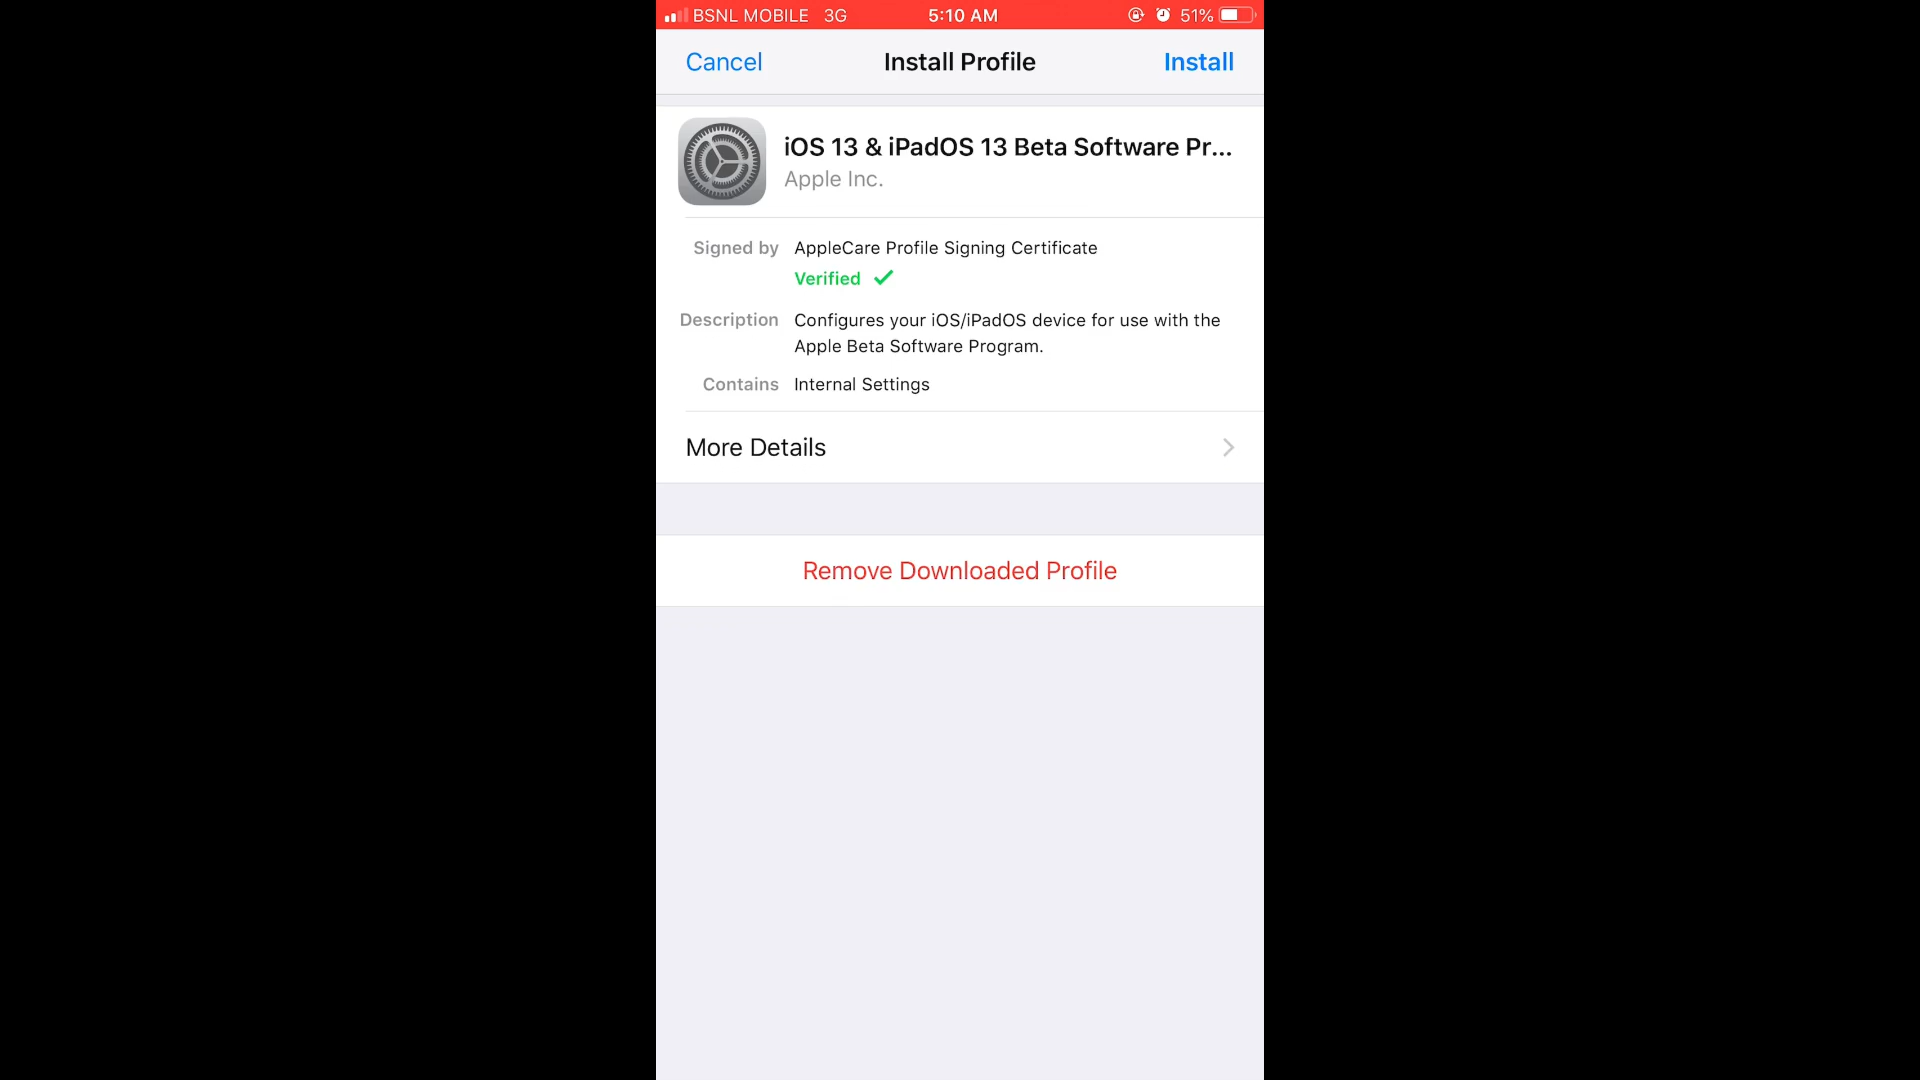 BSNL MOBILE 3G 5:10 AM 51%
Cancel Install Profile Install
iOS 13 & iPadOS 13 Beta Software Pr...
Apple Inc.
Signed by AppleCare Profile Signing Certificate
Verified
Description Configures your iOS/iPadOS device for use with the
Apple Beta Software Program.
Contains Internal Settings
More Details
Remove Downloaded Profile